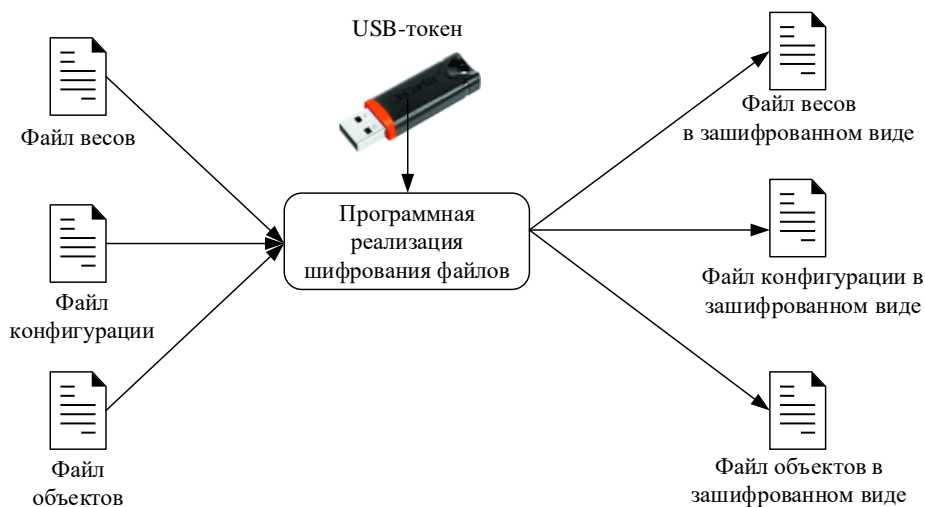 USB-токен
Файл весов
Файл
конфигурации
Файл
объектов
Программная
реализация
шифрования файлов
Файл весов
в зашифрованном виде
Файл конфигурации в
зашифрованном виде
Файл объектов в
зашифрованном виде